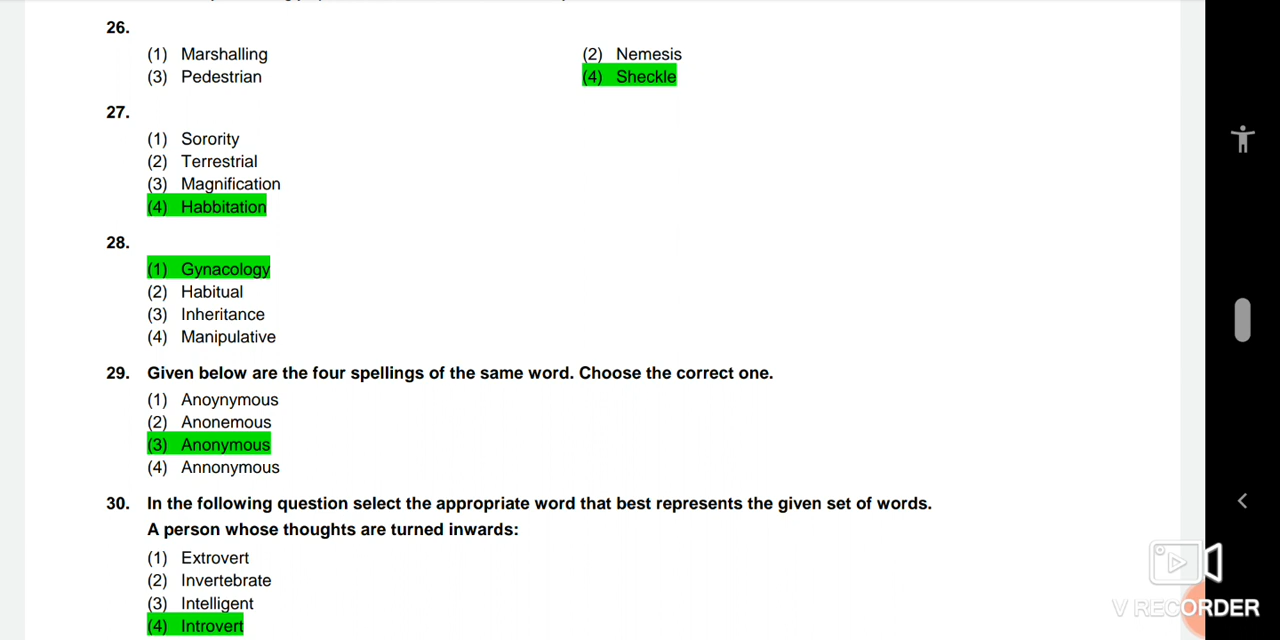 26.
(1) Marshalling (2) Nemesis
(3) Pedestrian (4) Sheckle
27.
(1) Sorority
(2) Terrestrial
(3) Magnification
(4) Habbitation
28.
(1) Gynacology
(2) Habitual
(3) Inheritance
(4) Manipulative
29. Given below are the four spellings of the same word. Choose the correct one.
(1) Anoynymous
(2) Anonemous
(3) Anonymous
(4) Annonymous
30. In the following question select the appropriate word that best represents the given set of words.
A person whose thoughts are turned inwards:
(1) Extrovert
(2) Invertebrate
(3) Intelligent
(4) Introvert
V RECORDER